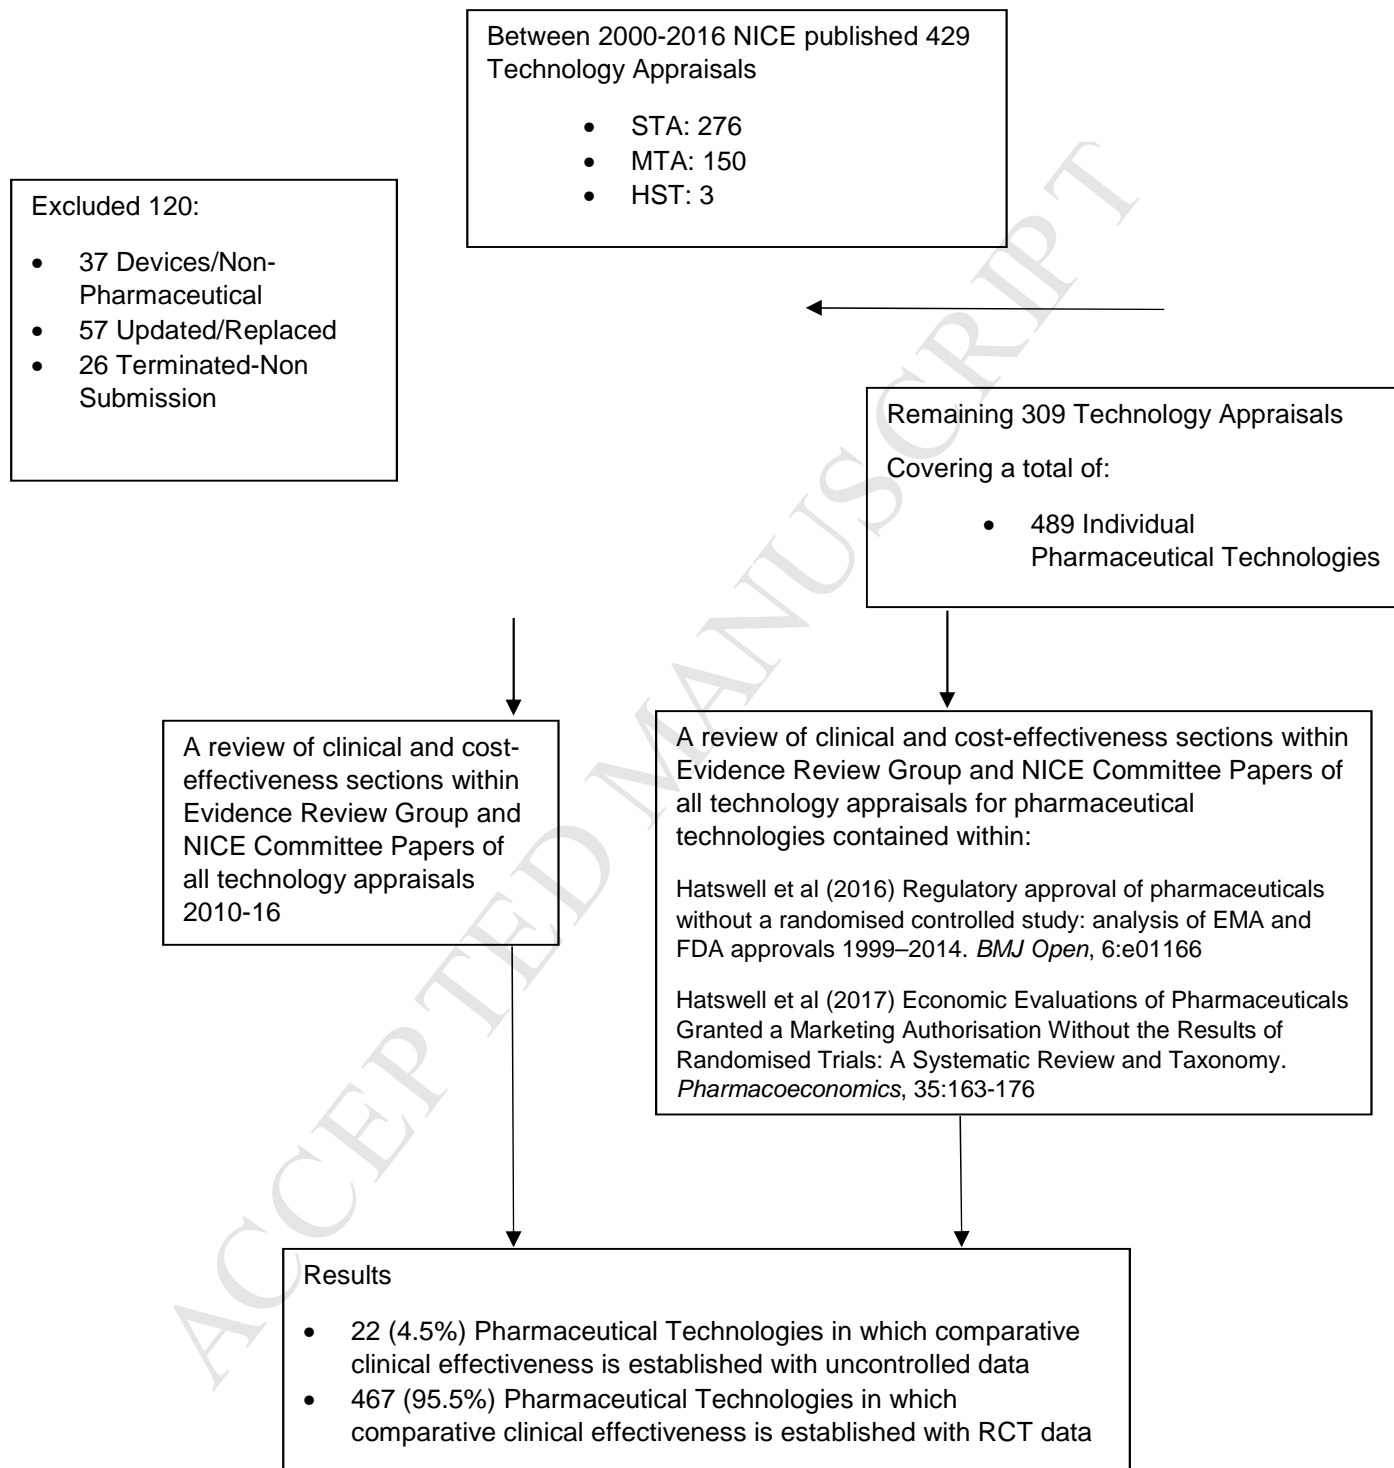 Between 2000-2016 NICE published 429
Technology Appraisals
• STA: 276
• MTA: 150
• HST: 3
Excluded 120:
• 37 Devices/Non-
Pharmaceutical
• 57 Updated/Replaced
• 26 Terminated-Non
Submission
Remaining 309 Technology Appraisals
Covering a total of:
• 489 Individual
Pharmaceutical Technologies
A review of clinical and cost-
effectiveness sections within
Evidence Review Group and
NICE Committee Papers of
all technology appraisals
2010-16
A review of clinical and cost-effectiveness sections within
Evidence Review Group and NICE Committee Papers of
all technology appraisals for pharmaceutical
technologies contained within:
Hatswell et al (2016) Regulatory approval of pharmaceuticals
without a randomised controlled study: analysis of EMA and
FDA approvals 1999–2014. BMJ Open, 6:e01166
Hatswell et al (2017) Economic Evaluations of Pharmaceuticals
Granted a Marketing Authorisation Without the Results of
Randomised Trials: A Systematic Review and Taxonomy.
Pharmacoeconomics, 35:163-176
Results
• 22 (4.5%) Pharmaceutical Technologies in which comparative
clinical effectiveness is established with uncontrolled data
• 467 (95.5%) Pharmaceutical Technologies in which
comparative clinical effectiveness is established with RCT data
ACCEPTED MANUSCRIPT